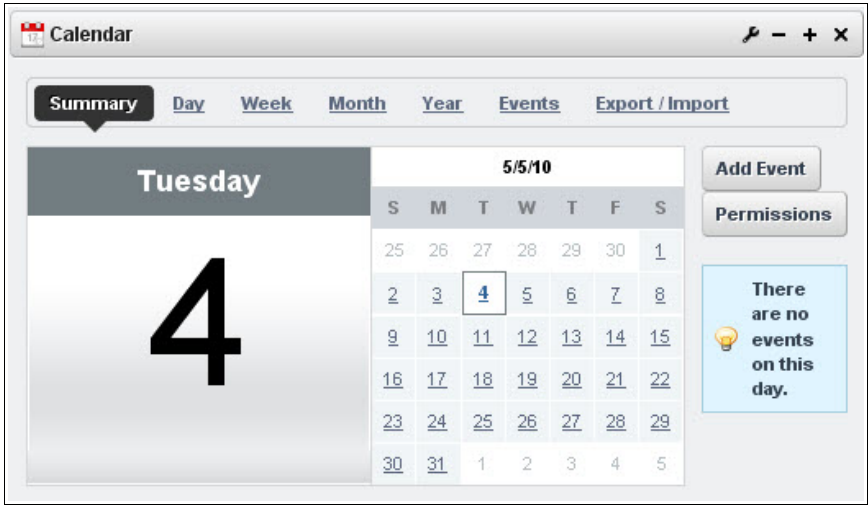 Calendar
Summary Day Week Month Year Events Export / Import
Tuesday
4
5/5/10
S M T W T F S
25 26 27 28 29 30 1
2 3 4 5 6 7 8
9 10 11 12 13 14 15
16 17 18 19 20 21 22
23 24 25 26 27 28 29
30 31 1 2 3 4 5
Add Event
Permissions
There
are no
events
on this
day.